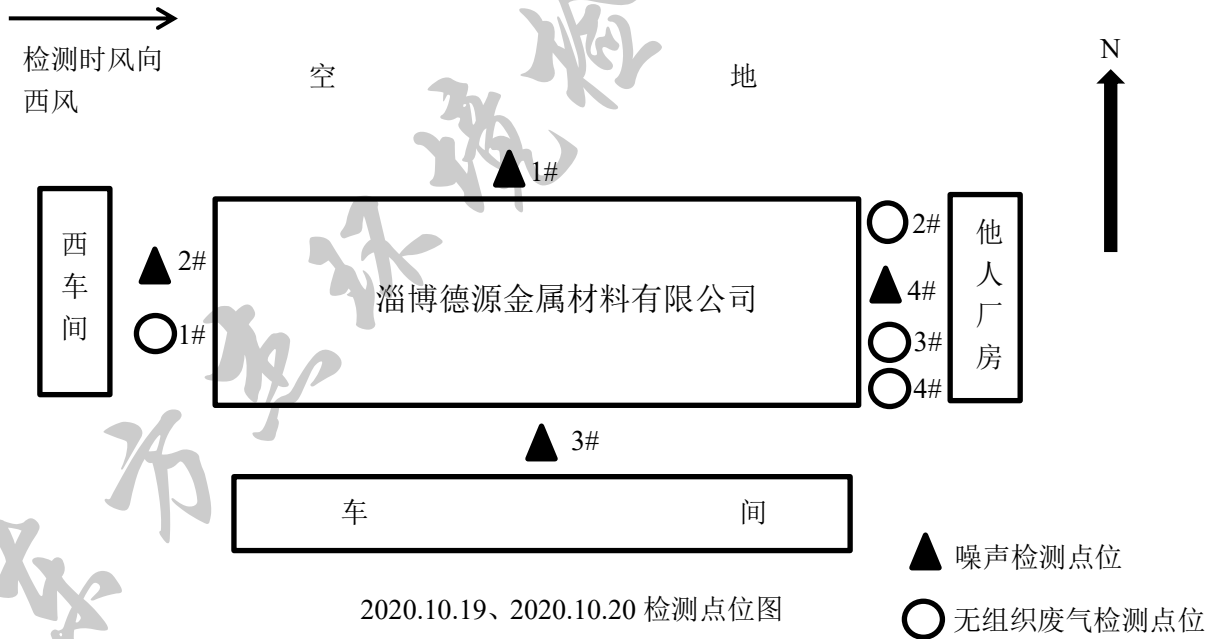 检测时风向
西风
空 地
N
1#
西车间
2#
1#
淄博德源金属材料有限公司
2#
4#
3#
4#
他人厂房
3#
车 间
噪声检测点位
无组织废气检测点位
2020.10.19、2020.10.20 检测点位图